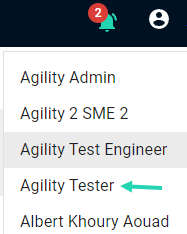 2
Agility Admin
Agility 2 SME 2
Agility Test Engineer
Agility Tester
Albert Khoury Aouad